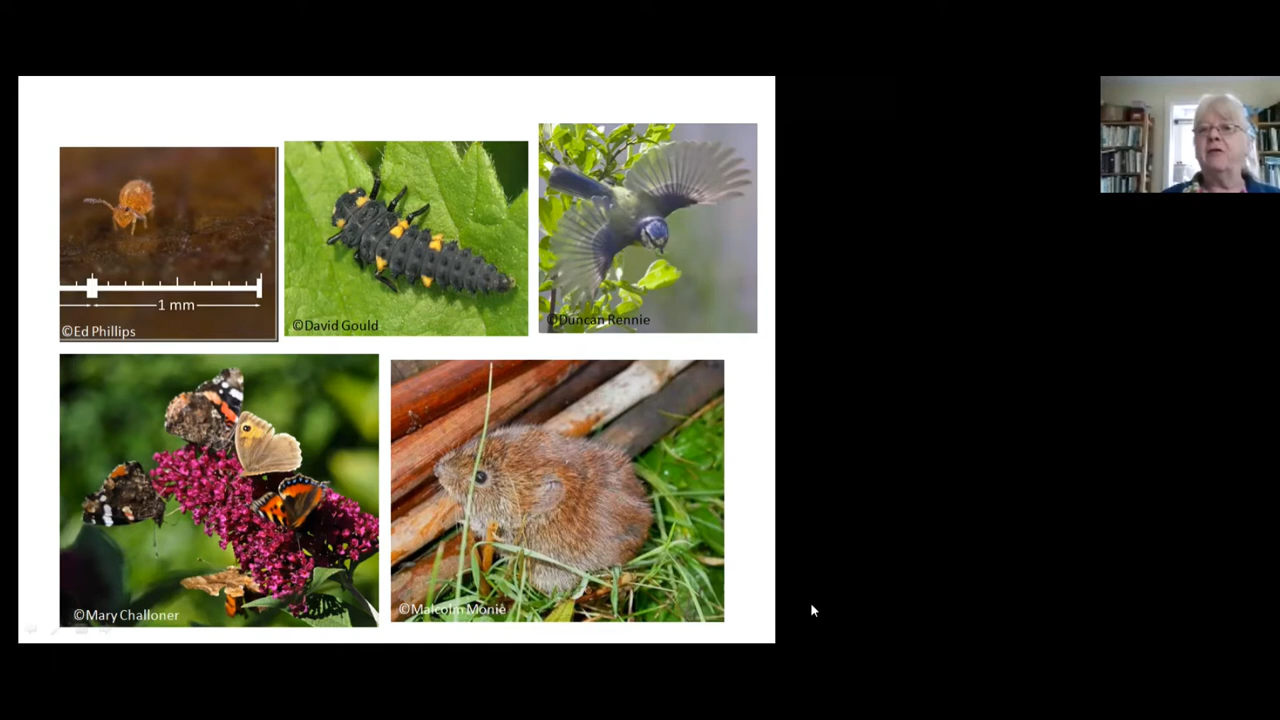 1 mm
©Ed Phillips
©David Gould
©Duncan Rennie
©Mary Challoner
©Malcolm Monie